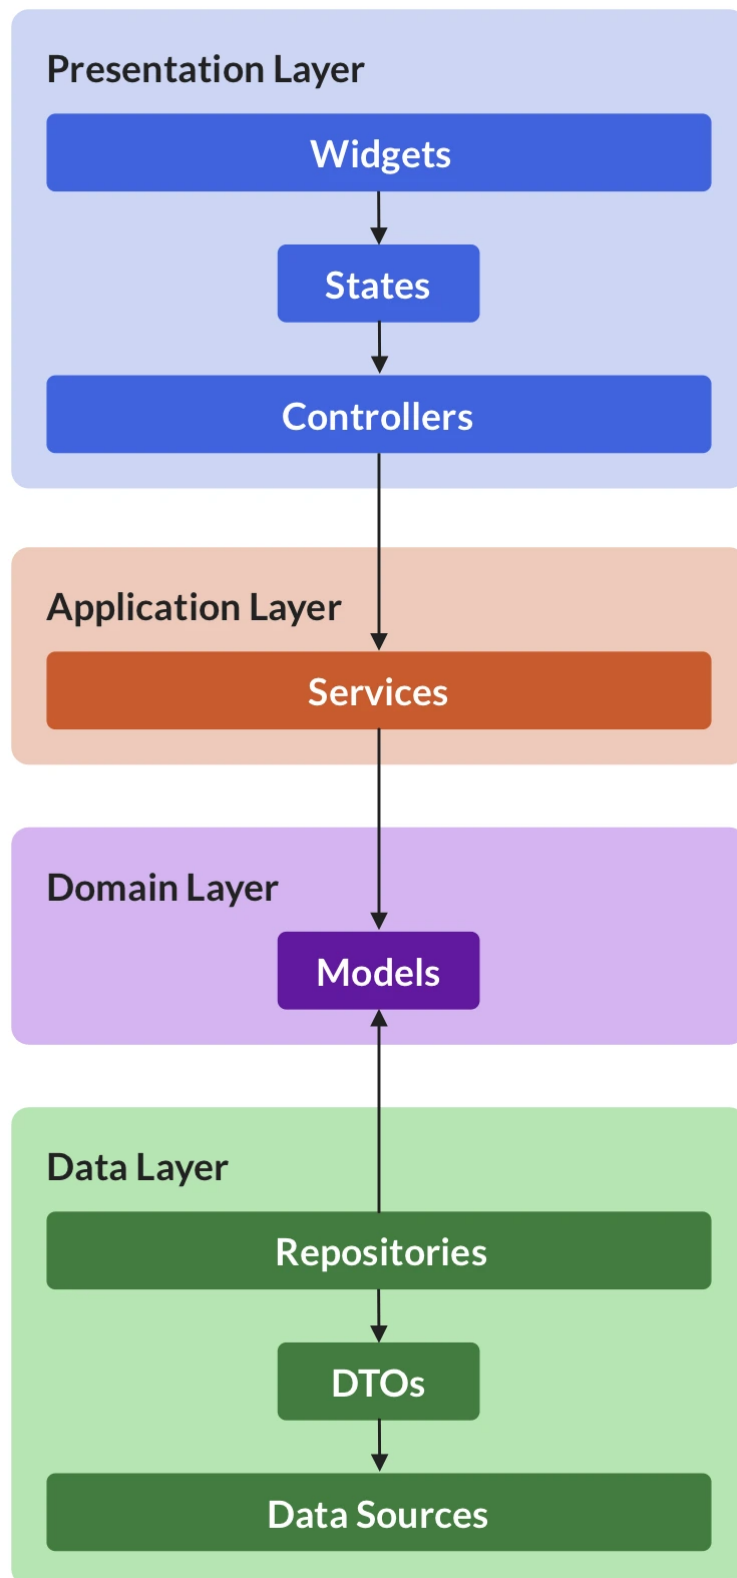 Presentation Layer
Widgets
States
Controllers
Application Layer
Services
Domain Layer
Models
Data Layer
Repositories
DTOs
Data Sources